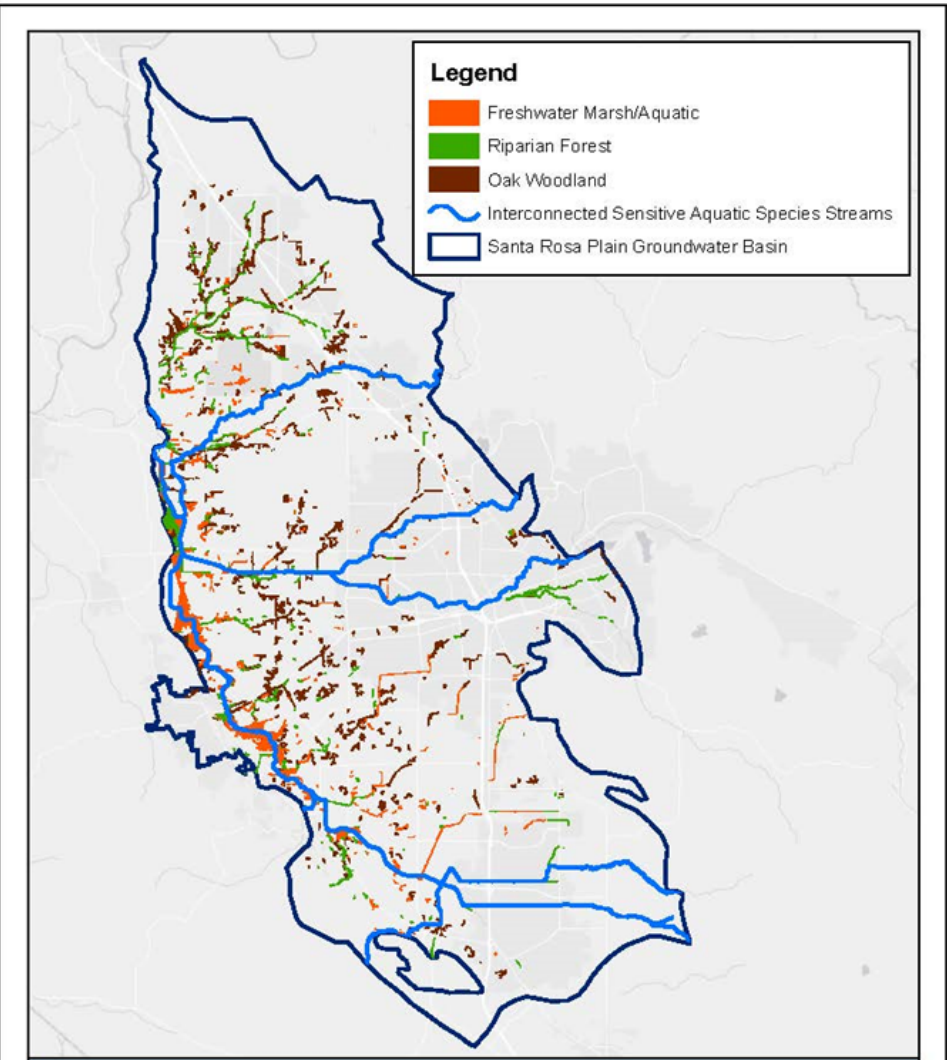 Legend
Freshwater Marsh/Aquatic
Riparian Forest
Oak Woodland
Interconnected Sensitive Aquatic Species Streams
Santa Rosa Plain Groundwater Basin